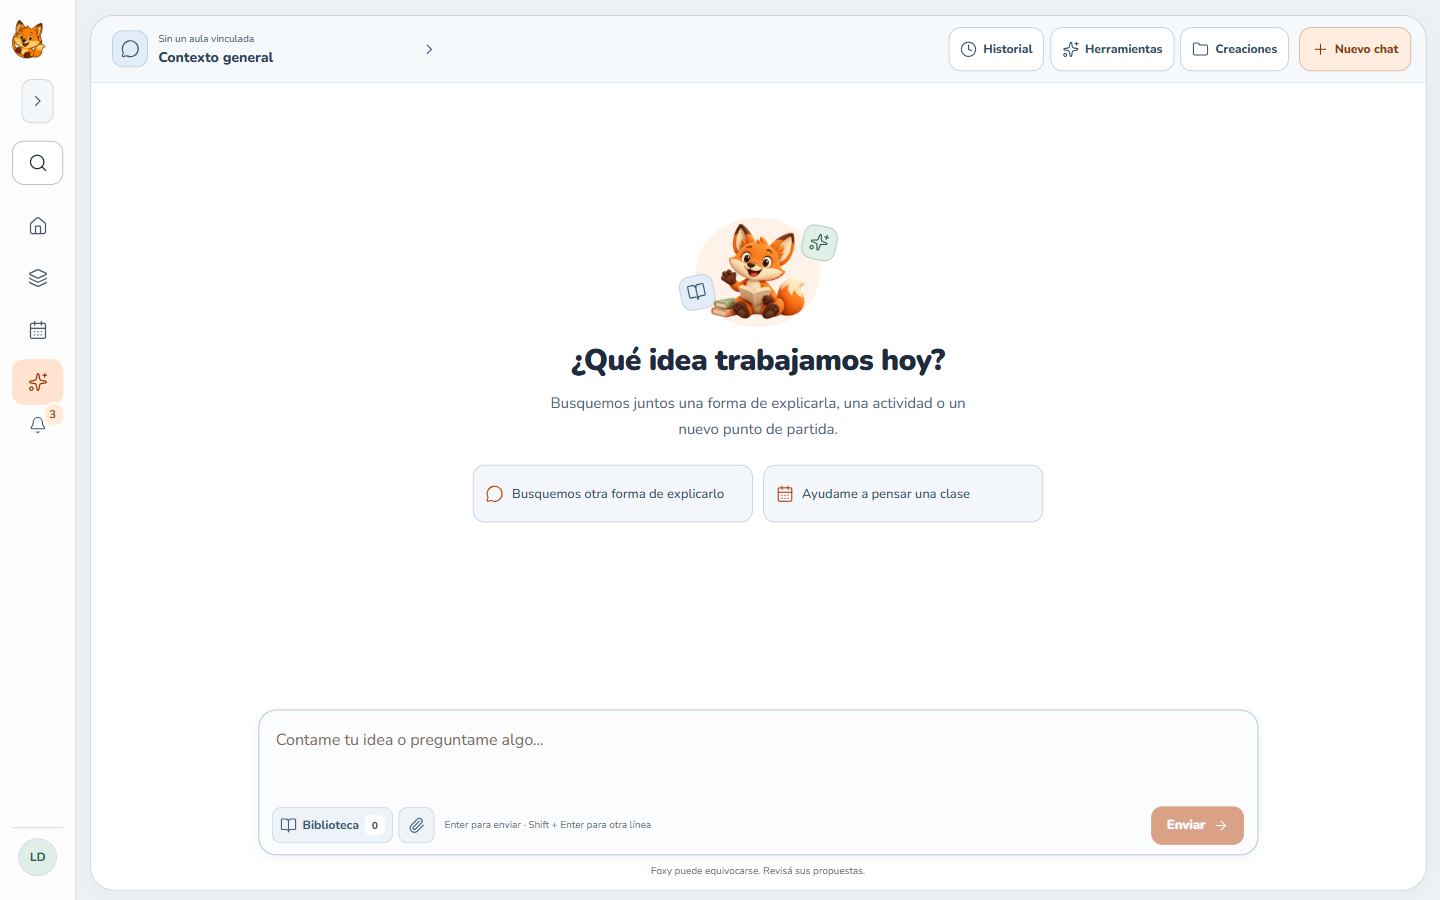 Sin un aula vinculada
Contexto general
Historial
Herramientas
Creaciones
Nuevo chat
3
¿Qué idea trabajamos hoy?
Busquemos juntos una forma de explicarla, una actividad o un
nuevo punto de partida.
Busquemos otra forma de explicarlo
Ayudame a pensar una clase
Contame tu idea o preguntame algo...
Biblioteca 0
Enter para enviar · Shift + Enter para otra línea
Enviar
LD
Foxy puede equivocarse. Revisá sus propuestas.